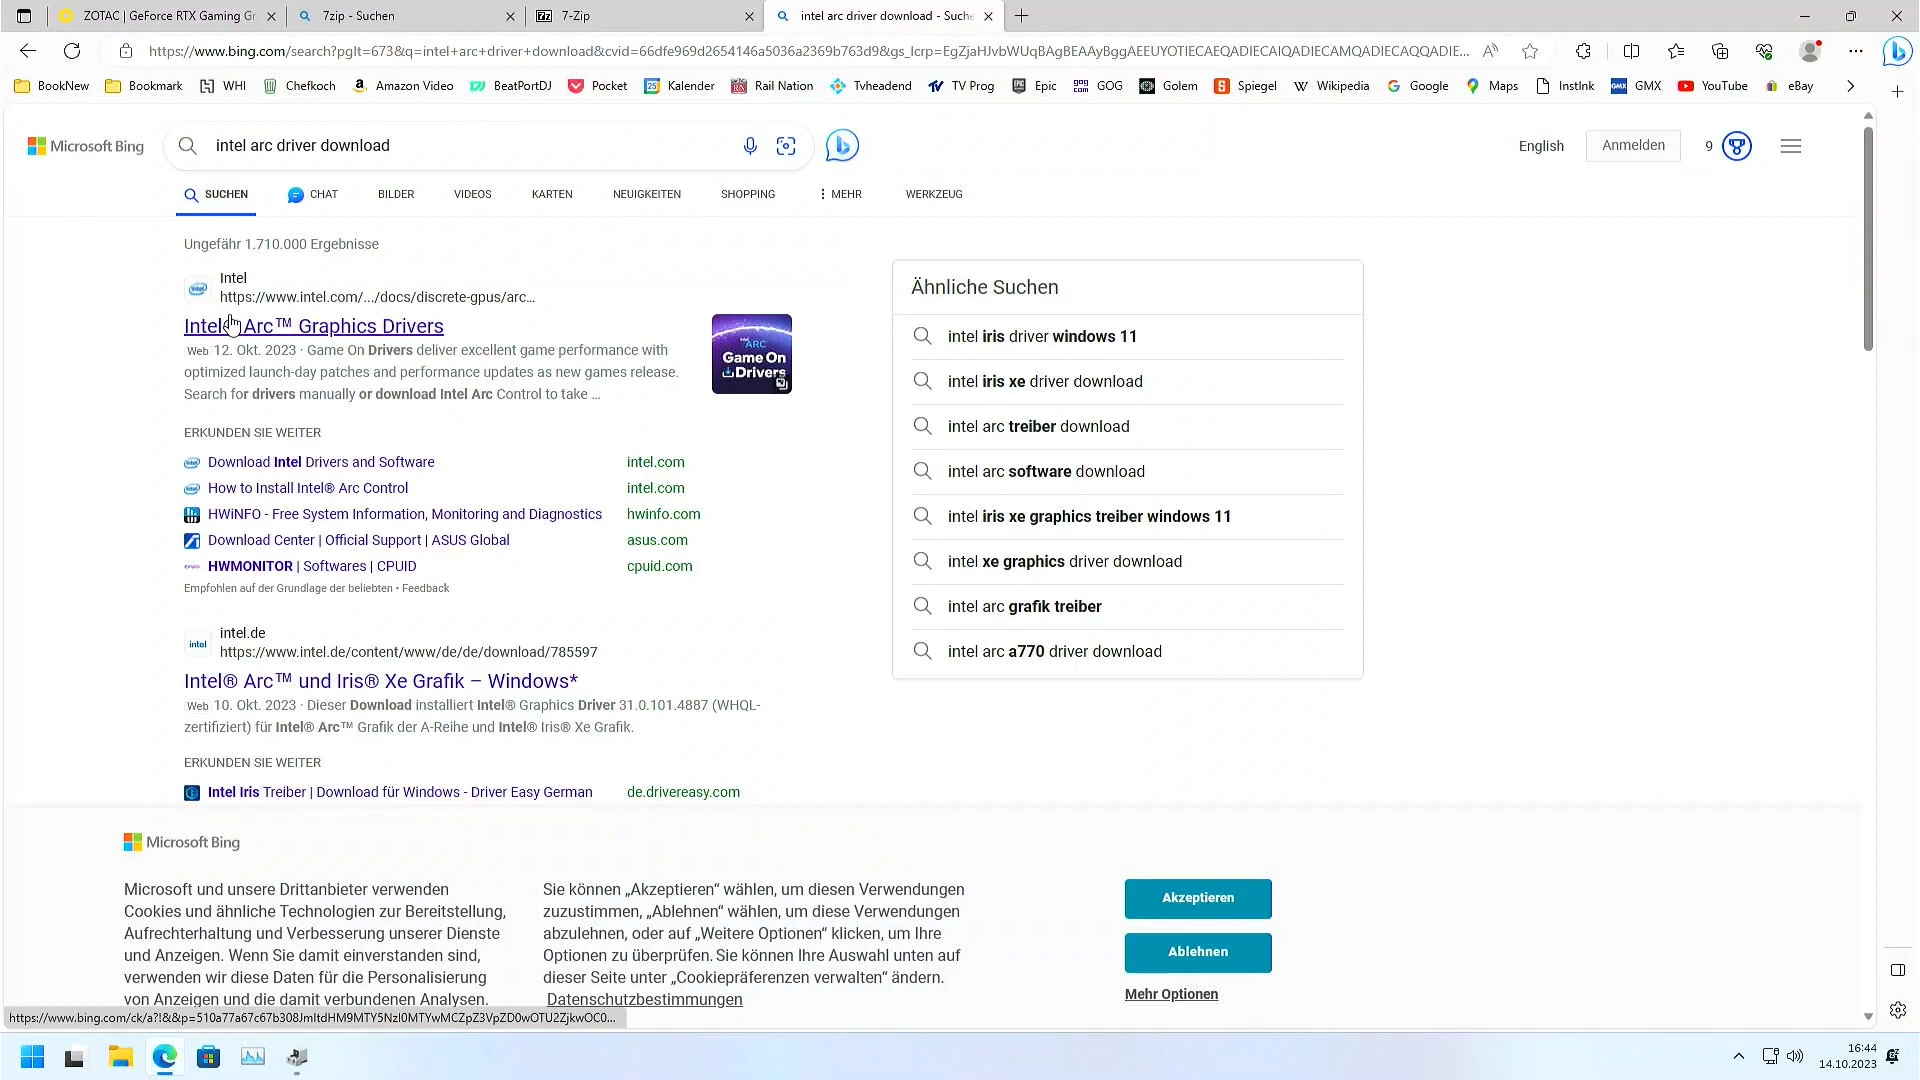 ZOTAC | GeForce RTX Gaming Gr
7zip - Suchen
7-Zip
intel arc driver download - Suche
https://www.bing.com/search?pglt=673&q=intel+arc+driver+download&cvid=66dfe969d2654146a5036a2369b763d9&gs_lcrp=EgZjaHJvbWUqBAgBEAAyBggAEEUYOTIECAEQADIECAIQADIECAMQADIECAQQADIE...
BookNew
Bookmark
WHI
Chefkoch
Amazon Video
BeatPortDJ
Pocket
Kalender
Rail Nation
Tvheadend
TV Prog
Epic
GOG
Golem
Spiegel
Wikipedia
Google
Maps
InstInk
GMX
YouTube
eBay
Microsoft Bing
intel arc driver download
English
Anmelden
9
SUCHEN
CHAT
BILDER
VIDEOS
KARTEN
NEUIGKEITEN
SHOPPING
MEHR
WERKZEUG
Ungefähr 1.710.000 Ergebnisse
Intel
https://www.intel.com/.../docs/discrete-gpus/arc...
Intel® Arc™ Graphics Drivers
Web 12. Okt. 2023 · Game On Drivers deliver excellent game performance with
optimized launch-day patches and performance updates as new games release.
Search for drivers manually or download Intel Arc Control to take ...
ARC
Game On
Drivers
ERKUNDEN SIE WEITER
Download Intel Drivers and Software intel.com
How to Install Intel® Arc Control intel.com
HWiNFO - Free System Information, Monitoring and Diagnostics hwinfo.com
Download Center | Official Support | ASUS Global asus.com
HWMONITOR | Softwares | CPUID cpuid.com
Empfohlen auf der Grundlage der beliebten • Feedback
intel
intel.de
https://www.intel.de/content/www/de/de/download/785597
Intel® Arc™ und Iris® Xe Grafik – Windows*
Web 10. Okt. 2023 · Dieser Download installiert Intel® Graphics Driver 31.0.101.4887 (WHQL-
zertifiziert) für Intel® Arc™ Grafik der A-Reihe und Intel® Iris® Xe Grafik.
ERKUNDEN SIE WEITER
Intel Iris Treiber | Download für Windows - Driver Easy German de.drivereasy.com
Ähnliche Suchen
intel iris driver windows 11
intel iris xe driver download
intel arc treiber download
intel arc software download
intel iris xe graphics treiber windows 11
intel xe graphics driver download
intel arc grafik treiber
intel arc a770 driver download
Microsoft Bing
Microsoft und unsere Drittanbieter verwenden
Cookies und ähnliche Technologien zur Bereitstellung,
Aufrechterhaltung und Verbesserung unserer Dienste
und Anzeigen. Wenn Sie damit einverstanden sind,
verwenden wir diese Daten für die Personalisierung
von Anzeigen und die damit verbundenen Analysen.
Sie können „Akzeptieren“ wählen, um diesen Verwendungen
zuzustimmen, „Ablehnen“ wählen, um diese Verwendungen
abzulehnen, oder auf „Weitere Optionen“ klicken, um Ihre
Optionen zu überprüfen. Sie können Ihre Auswahl unten auf
dieser Seite unter „Cookiepräferenzen verwalten“ ändern.
Datenschutzbestimmungen
Akzeptieren
Ablehnen
Mehr Optionen
https://www.bing.com/ck/a?!&&p=510a77a67c67b308JmltdHM9MTY5NzI0MTYwMCZpZ3VpZD0wOTU2ZjkwOC0...
16:44
14.10.2023